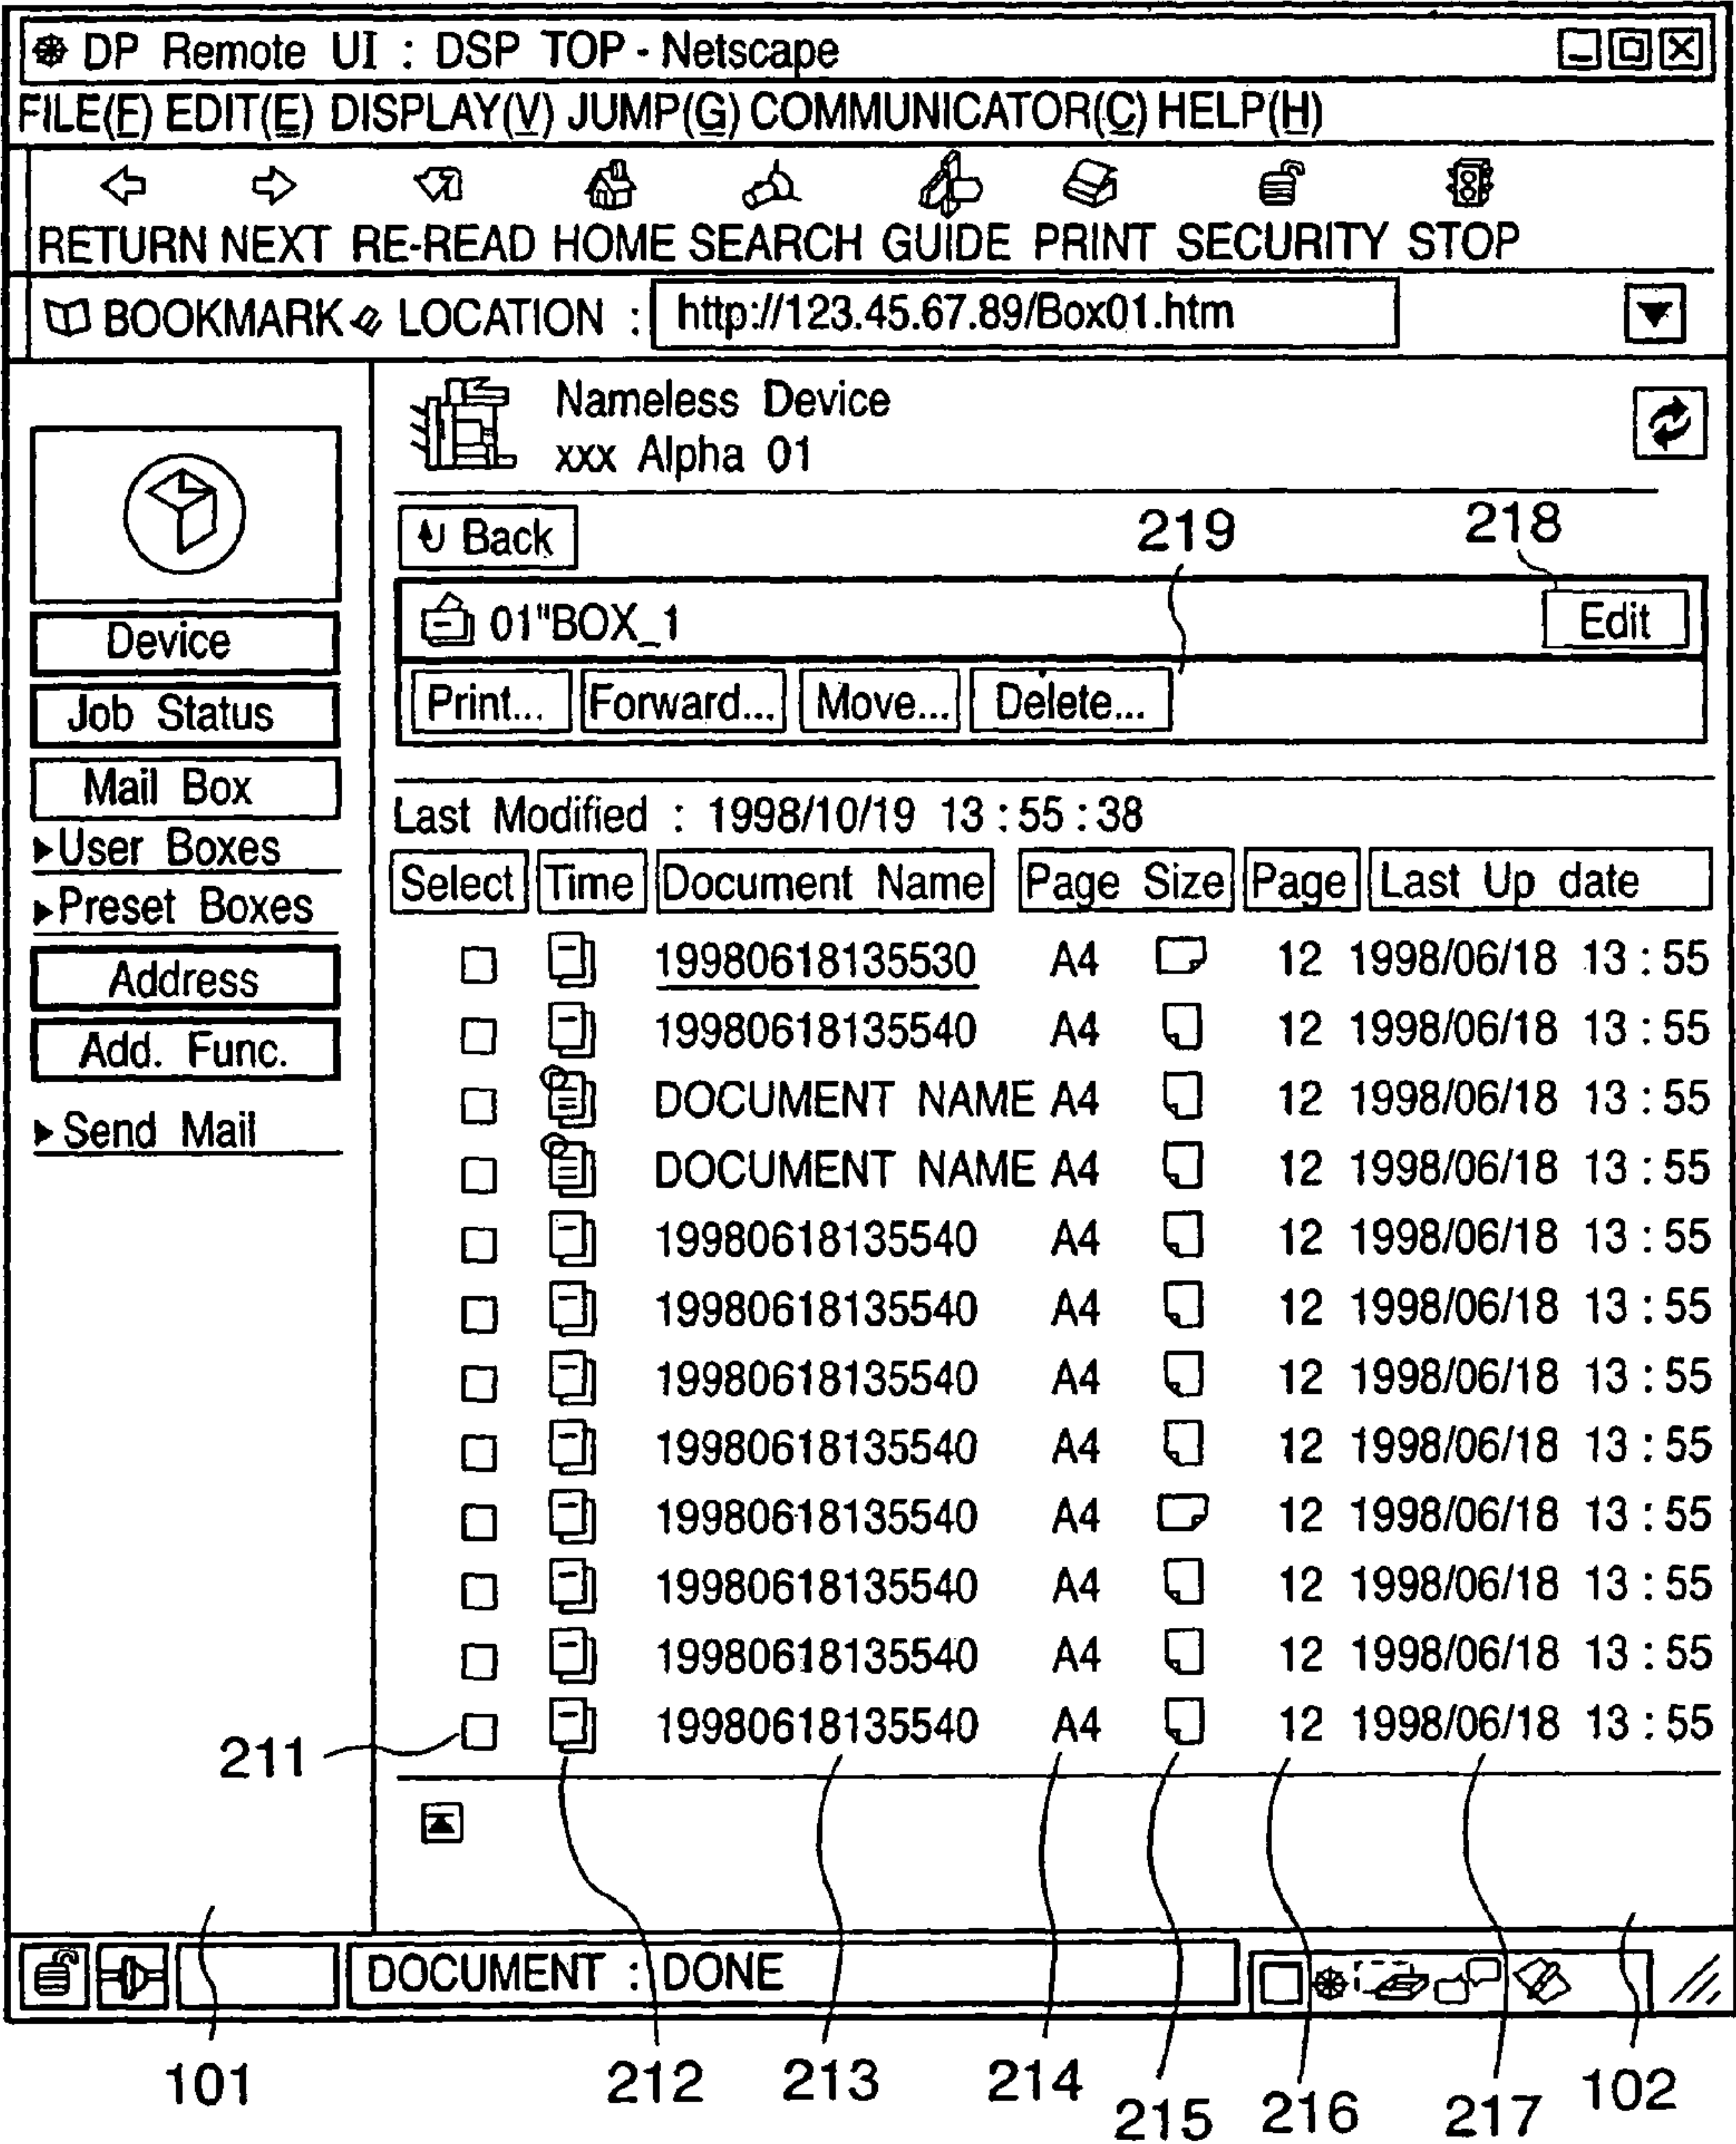 DP Remote UI : DSP TOP - Netscape
FILE(F) EDIT(E) DISPLAY(V) JUMP(G) COMMUNICATOR(C) HELP(H)
RETURN NEXT RE-READ HOME SEARCH GUIDE PRINT SECURITY STOP
BOOKMARK LOCATION : http://123.45.67.89/Box01.htm
Nameless Device
xxx Alpha 01
Back
219
218
01"BOX_1
Edit
Print... Forward... Move... Delete...
Device
Job Status
Mail Box
User Boxes
Preset Boxes
Address
Add. Func.
Send Mail
Last Modified : 1998/10/19 13 : 55 : 38
Select Time Document Name Page Size Page Last Up date
19980618135530 A4 12 1998/06/18 13 : 55
19980618135540 A4 12 1998/06/18 13 : 55
DOCUMENT NAME A4 12 1998/06/18 13 : 55
DOCUMENT NAME A4 12 1998/06/18 13 : 55
19980618135540 A4 12 1998/06/18 13 : 55
19980618135540 A4 12 1998/06/18 13 : 55
19980618135540 A4 12 1998/06/18 13 : 55
19980618135540 A4 12 1998/06/18 13 : 55
19980618135540 A4 12 1998/06/18 13 : 55
19980618135540 A4 12 1998/06/18 13 : 55
19980618135540 A4 12 1998/06/18 13 : 55
19980618135540 A4 12 1998/06/18 13 : 55
211
DOCUMENT : DONE
101 212 213 214 215 216 217 102